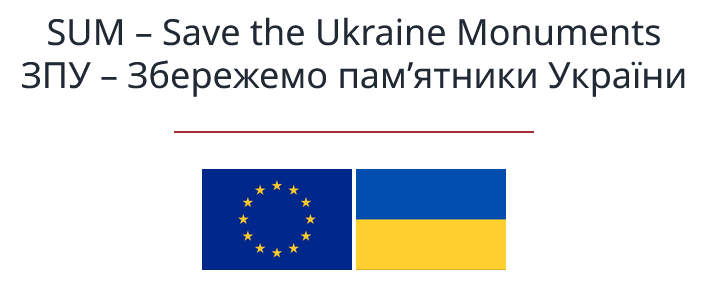 SUM – Save the Ukraine Monuments
ЗПУ – Збережемо пам’ятники України